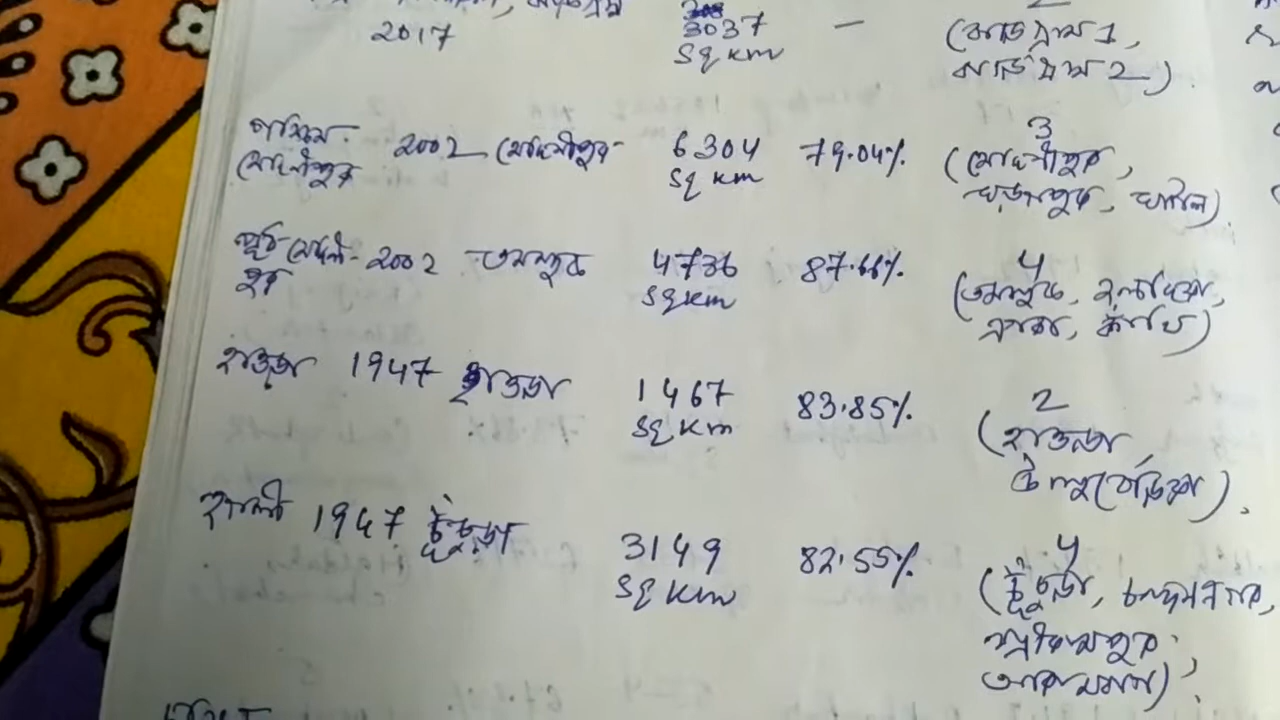 2017 3037 — (ঝাড়গ্রাম 1,
sq km ঝাড়গ্রাম 2)
পশ্চিম 2002 মেদিনীপুর 6304 79.04% 3
মেদিনীপুর sq km (মেদিনীপুর,
খড়গপুর, ঘাটাল)
পূর্ব মেদিনী- 2002 তমলুক 4736 87.66% 4
পুর sq km (তমলুক, হলদিয়া,
এগরা, কাঁথি)
হাওড়া 1947 হাওড়া 1467 83.85% 2
sq km (হাওড়া,
উলুবেড়িয়া),
হুগলী 1947 চুঁচুড়া 3149 82.55% 4
sq km (চুঁচুড়া, চন্দননগর,
শ্রীরামপুর,
আরামবাগ),